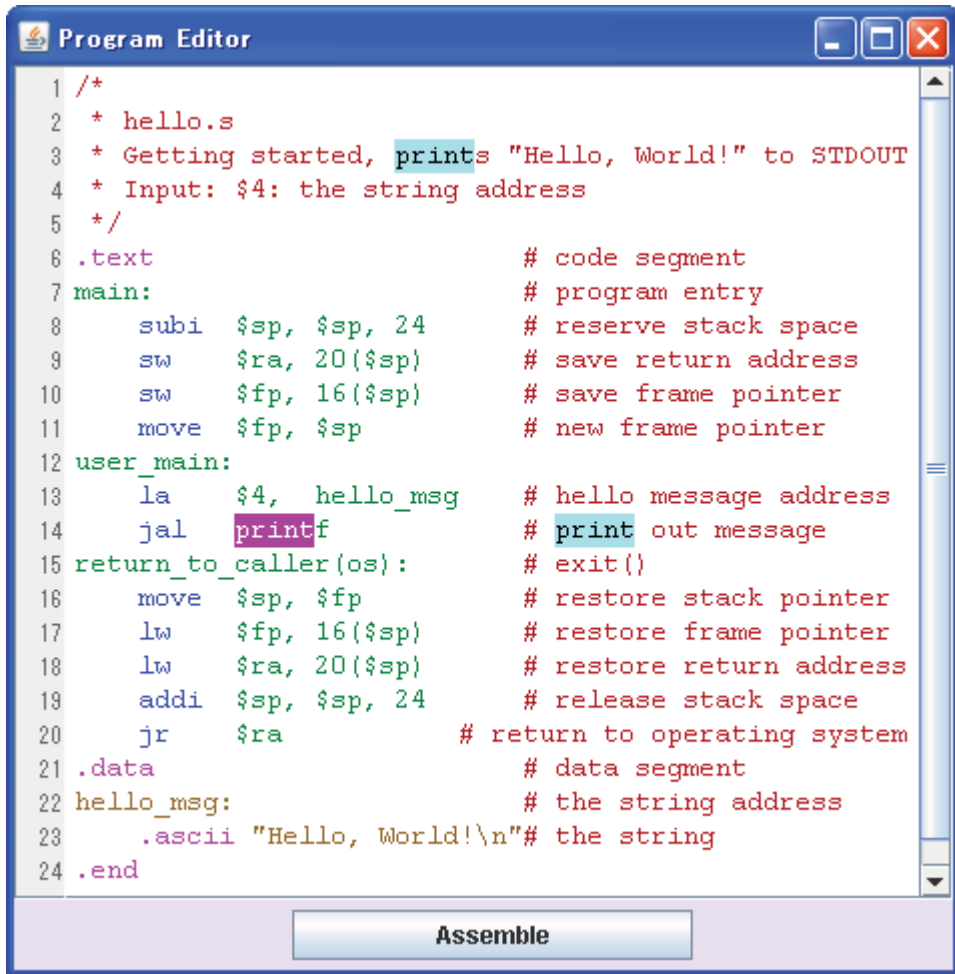 Program Editor
1 /*
2  * hello.s
3  * Getting started, prints "Hello, World!" to STDOUT
4  * Input: $4: the string address
5  */
6 .text                       # code segment
7 main:                       # program entry
8     subi  $sp, $sp, 24      # reserve stack space
9     sw    $ra, 20($sp)      # save return address
10     sw    $fp, 16($sp)      # save frame pointer
11     move  $fp, $sp          # new frame pointer
12 user_main:
13     la    $4,  hello_msg    # hello message address
14     jal   printf            # print out message
15 return_to_caller(os):       # exit()
16     move  $sp, $fp          # restore stack pointer
17     lw    $fp, 16($sp)      # restore frame pointer
18     lw    $ra, 20($sp)      # restore return address
19     addi  $sp, $sp, 24      # release stack space
20     jr    $ra           # return to operating system
21 .data                       # data segment
22 hello_msg:                  # the string address
23     .ascii "Hello, World!\n"# the string
24 .end
Assemble